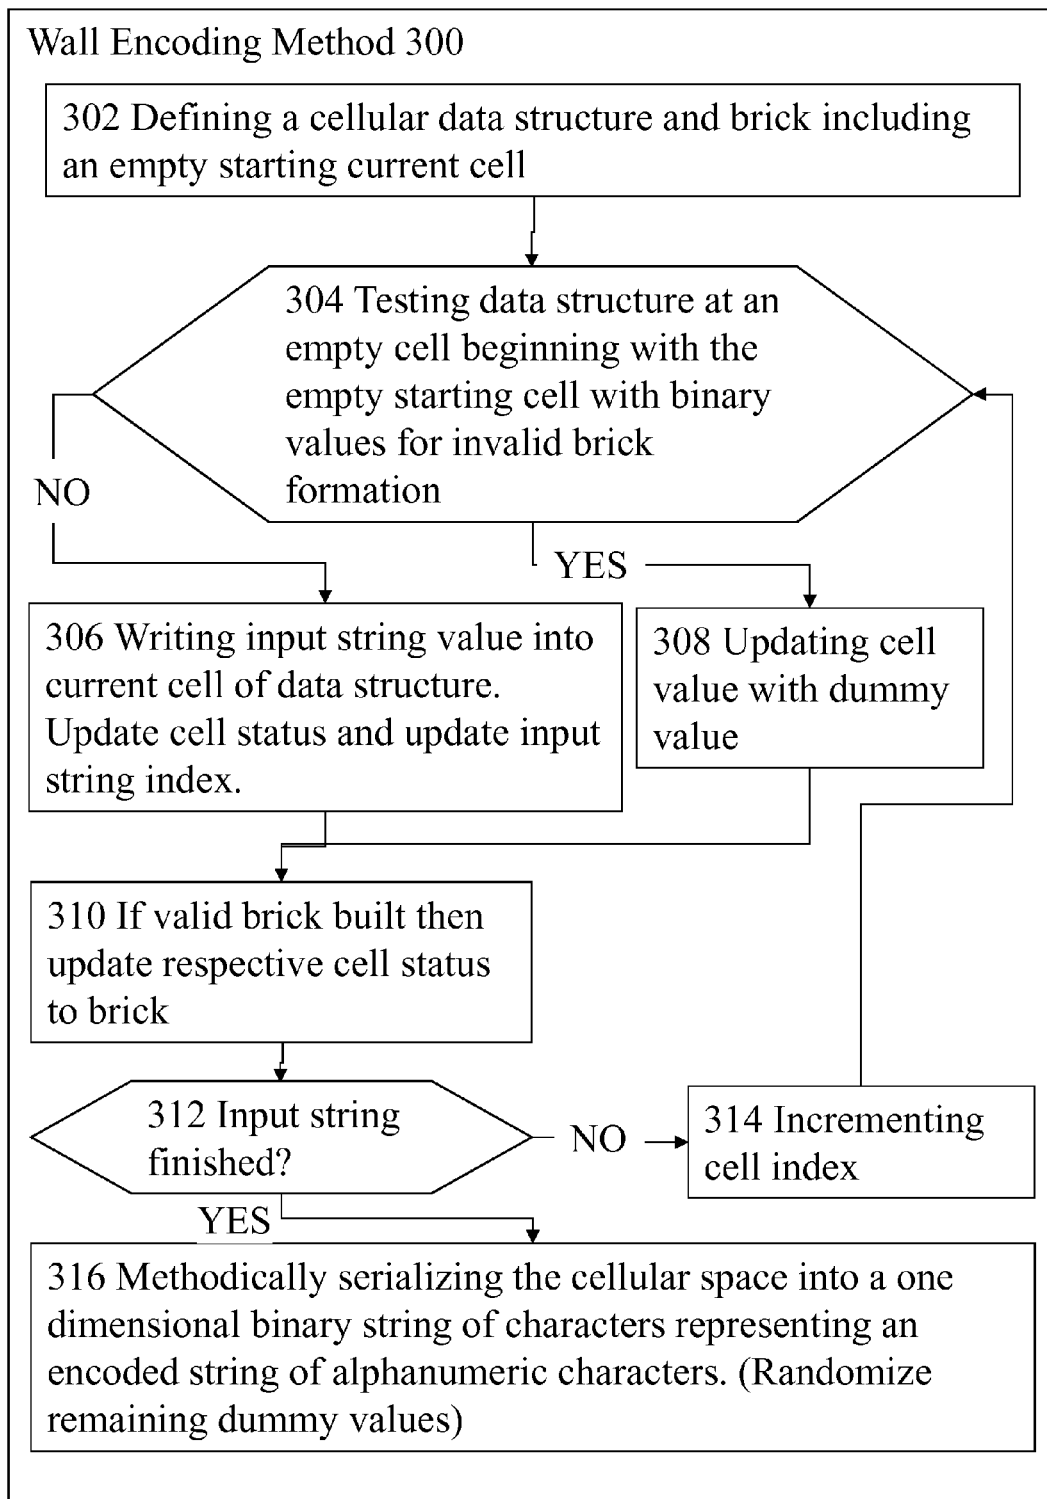 Wall Encoding Method 300
302 Defining a cellular data structure and brick including
an empty starting current cell
304 Testing data structure at an
empty cell beginning with the
empty starting cell with binary
values for invalid brick
formation
NO
YES
306 Writing input string value into
current cell of data structure.
Update cell status and update input
string index.
308 Updating cell
value with dummy
value
310 If valid brick built then
update respective cell status
to brick
312 Input string
finished?
NO
314 Incrementing
cell index
YES
316 Methodically serializing the cellular space into a one
dimensional binary string of characters representing an
encoded string of alphanumeric characters. (Randomize
remaining dummy values)